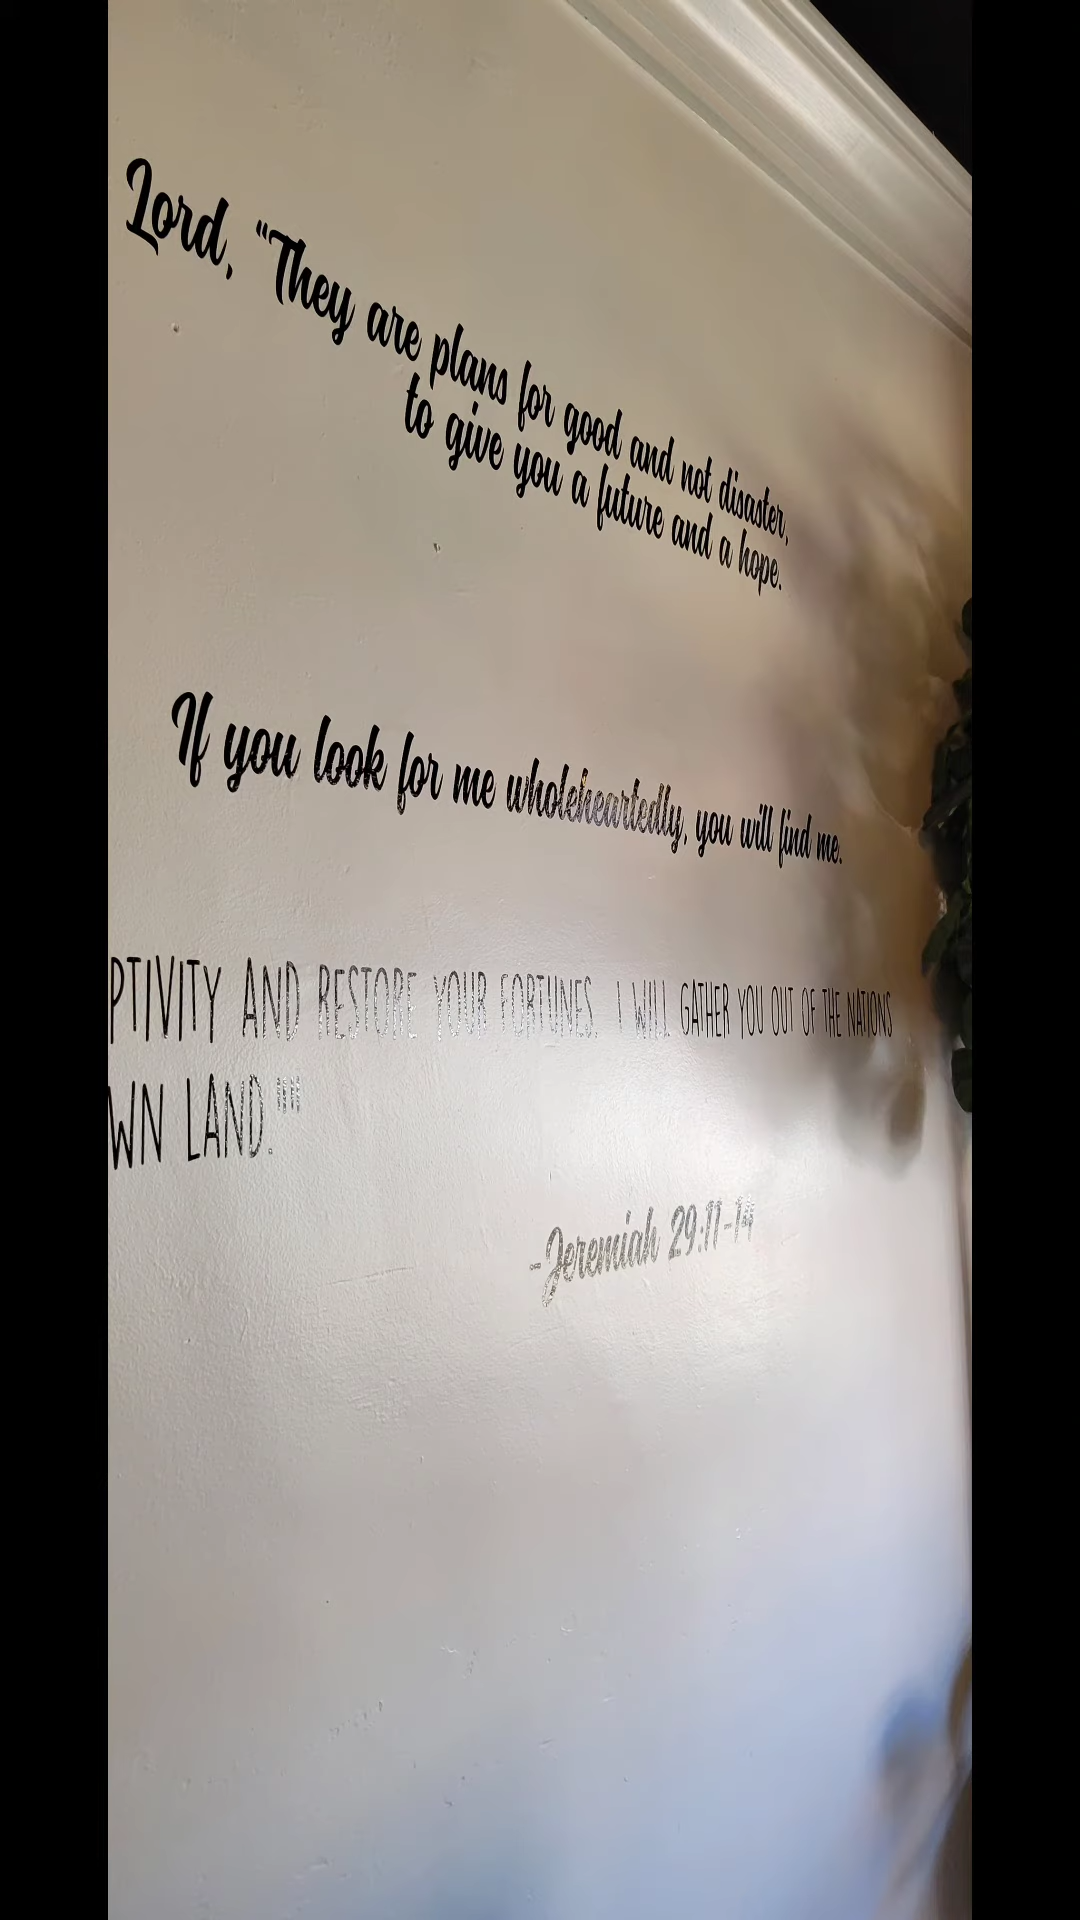 Lord, "They are plans for good and not disaster,
to give you a future and a hope.
If you look for me wholeheartedly, you will find me.
PTIVITY AND RESTORE YOUR FORTUNES. I WILL GATHER YOU OUT OF THE NATIONS
WN LAND.""
-Jeremiah 29:11-14